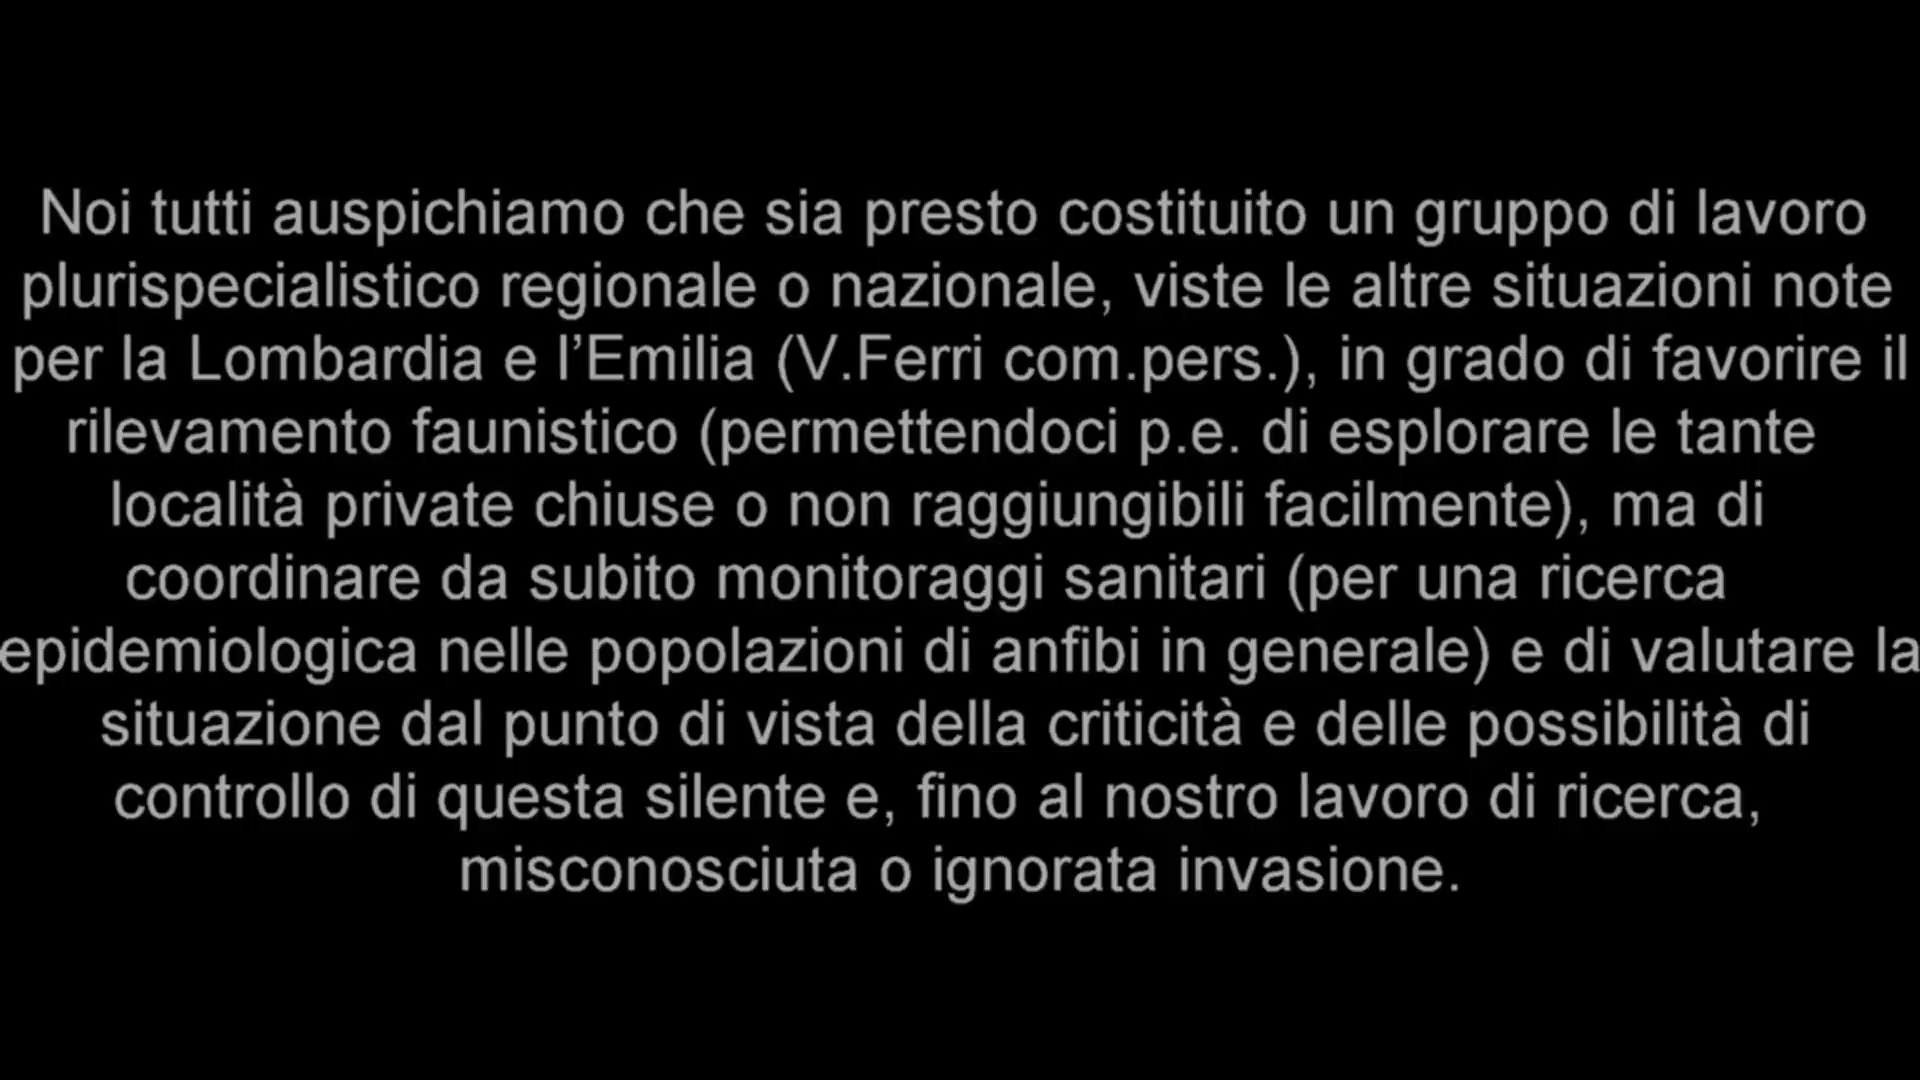 Noi tutti auspichiamo che sia presto costituito un gruppo di lavoro
plurispecialistico regionale o nazionale, viste le altre situazioni note
per la Lombardia e l’Emilia (V.Ferri com.pers.), in grado di favorire il
rilevamento faunistico (permettendoci p.e. di esplorare le tante
località private chiuse o non raggiungibili facilmente), ma di
coordinare da subito monitoraggi sanitari (per una ricerca
epidemiologica nelle popolazioni di anfibi in generale) e di valutare la
situazione dal punto di vista della criticità e delle possibilità di
controllo di questa silente e, fino al nostro lavoro di ricerca,
misconosciuta o ignorata invasione.